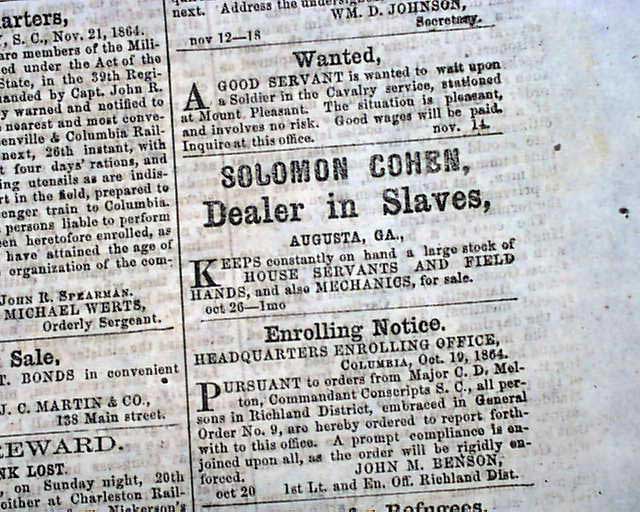 arters,
, S. C., Nov. 21, 1864.
are members of the Mili-
ed under the Act of the
State, in the 39th Regi-
manded by Capt. John R.
y warned and notified to
nearest and most conve-
enville & Columbia Rail-
next, 26th instant, with
t four days' rations, and
ing utensils as are indis-
rt in the field, prepared to
enger train to Columbia.
persons liable to perform
een heretofore enrolled, as
have attained the age of
organization of the com-
JOHN R. SPEARMAN.
MICHAEL WERTS,
Orderly Sergeant.
Sale,
T. BONDS in convenient
J. C. MARTIN & CO.,
138 Main street.
EWARD.
NK LOST.
, on Sunday night, 20th
either at Charleston Rail-
Nickerson's
next. Address the undersigned
WM. D. JOHNSON,
Secretary.
nov 12—18
Wanted,
A GOOD SERVANT is wanted to wait upon
a Soldier in the Cavalry service, stationed
at Mount Pleasant. The situation is pleasant,
and involves no risk. Good wages will be paid.
Inquire at this office. nov. 14.
SOLOMON COHEN,
Dealer in Slaves,
AUGUSTA, GA.,
KEEPS constantly on hand a large stock of
HOUSE SERVANTS AND FIELD
HANDS, and also MECHANICS, for sale.
oct 26—1mo
Enrolling Notice.
HEADQUARTERS ENROLLING OFFICE,
COLUMBIA, Oct. 19, 1864.
PURSUANT to orders from Major C. D. Mel-
ton, Commandant Conscripts S. C., all per-
sons in Richland District, embraced in General
Order No. 9, are hereby ordered to report forth-
with to this office. A prompt compliance is en-
joined upon all, as the order will be rigidly en-
forced. JOHN M. BENSON,
oct 20 1st Lt. and En. Off. Richland Dist.
Refugees.